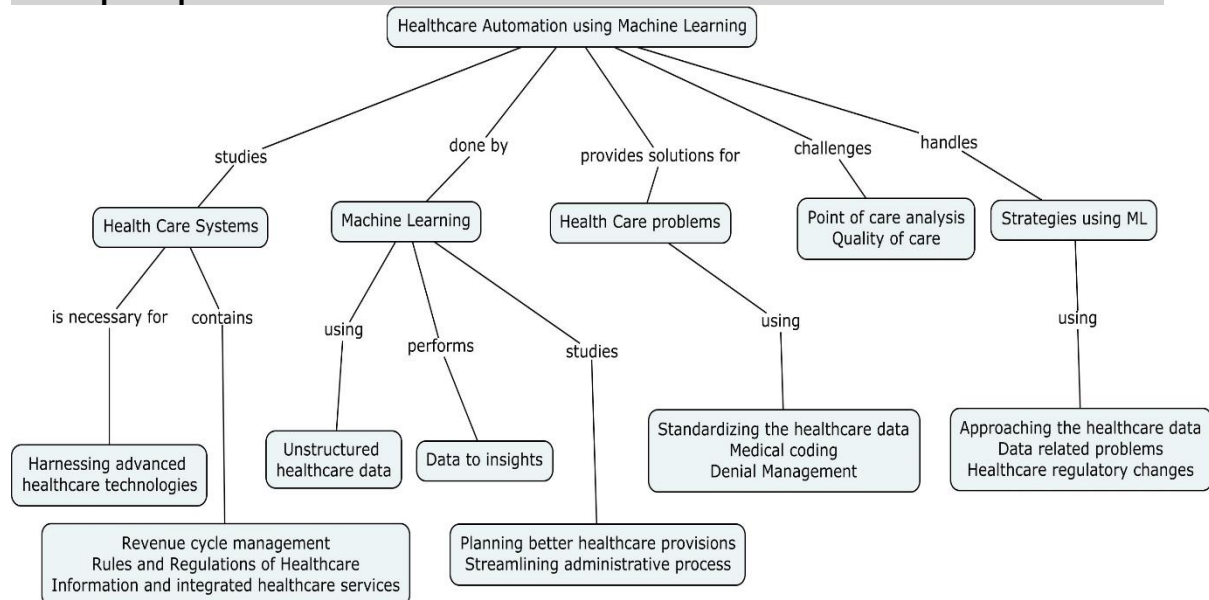 Healthcare Automation using Machine Learning
studies
done by
provides solutions for
challenges
handles
Health Care Systems
Machine Learning
Health Care problems
Point of care analysis
Quality of care
Strategies using ML
is necessary for
contains
using
performs
studies
using
using
Harnessing advanced
healthcare technologies
Unstructured
healthcare data
Data to insights
Standardizing the healthcare data
Medical coding
Denial Management
Approaching the healthcare data
Data related problems
Healthcare regulatory changes
Revenue cycle management
Rules and Regulations of Healthcare
Information and integrated healthcare services
Planning better healthcare provisions
Streamlining administrative process